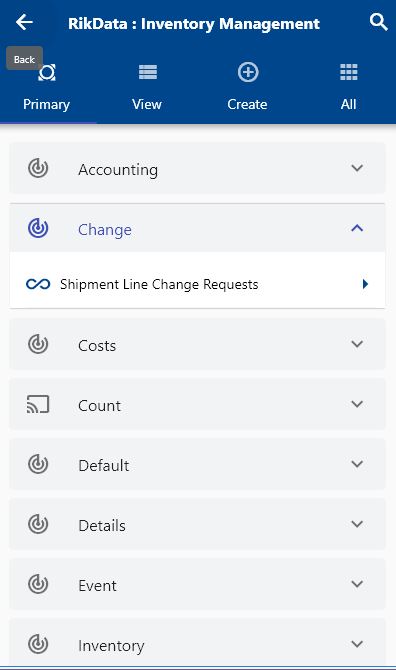 RikData : Inventory Management
Back
Primary
View
Create
All
Accounting
Change
Shipment Line Change Requests
Costs
Count
Default
Details
Event
Inventory